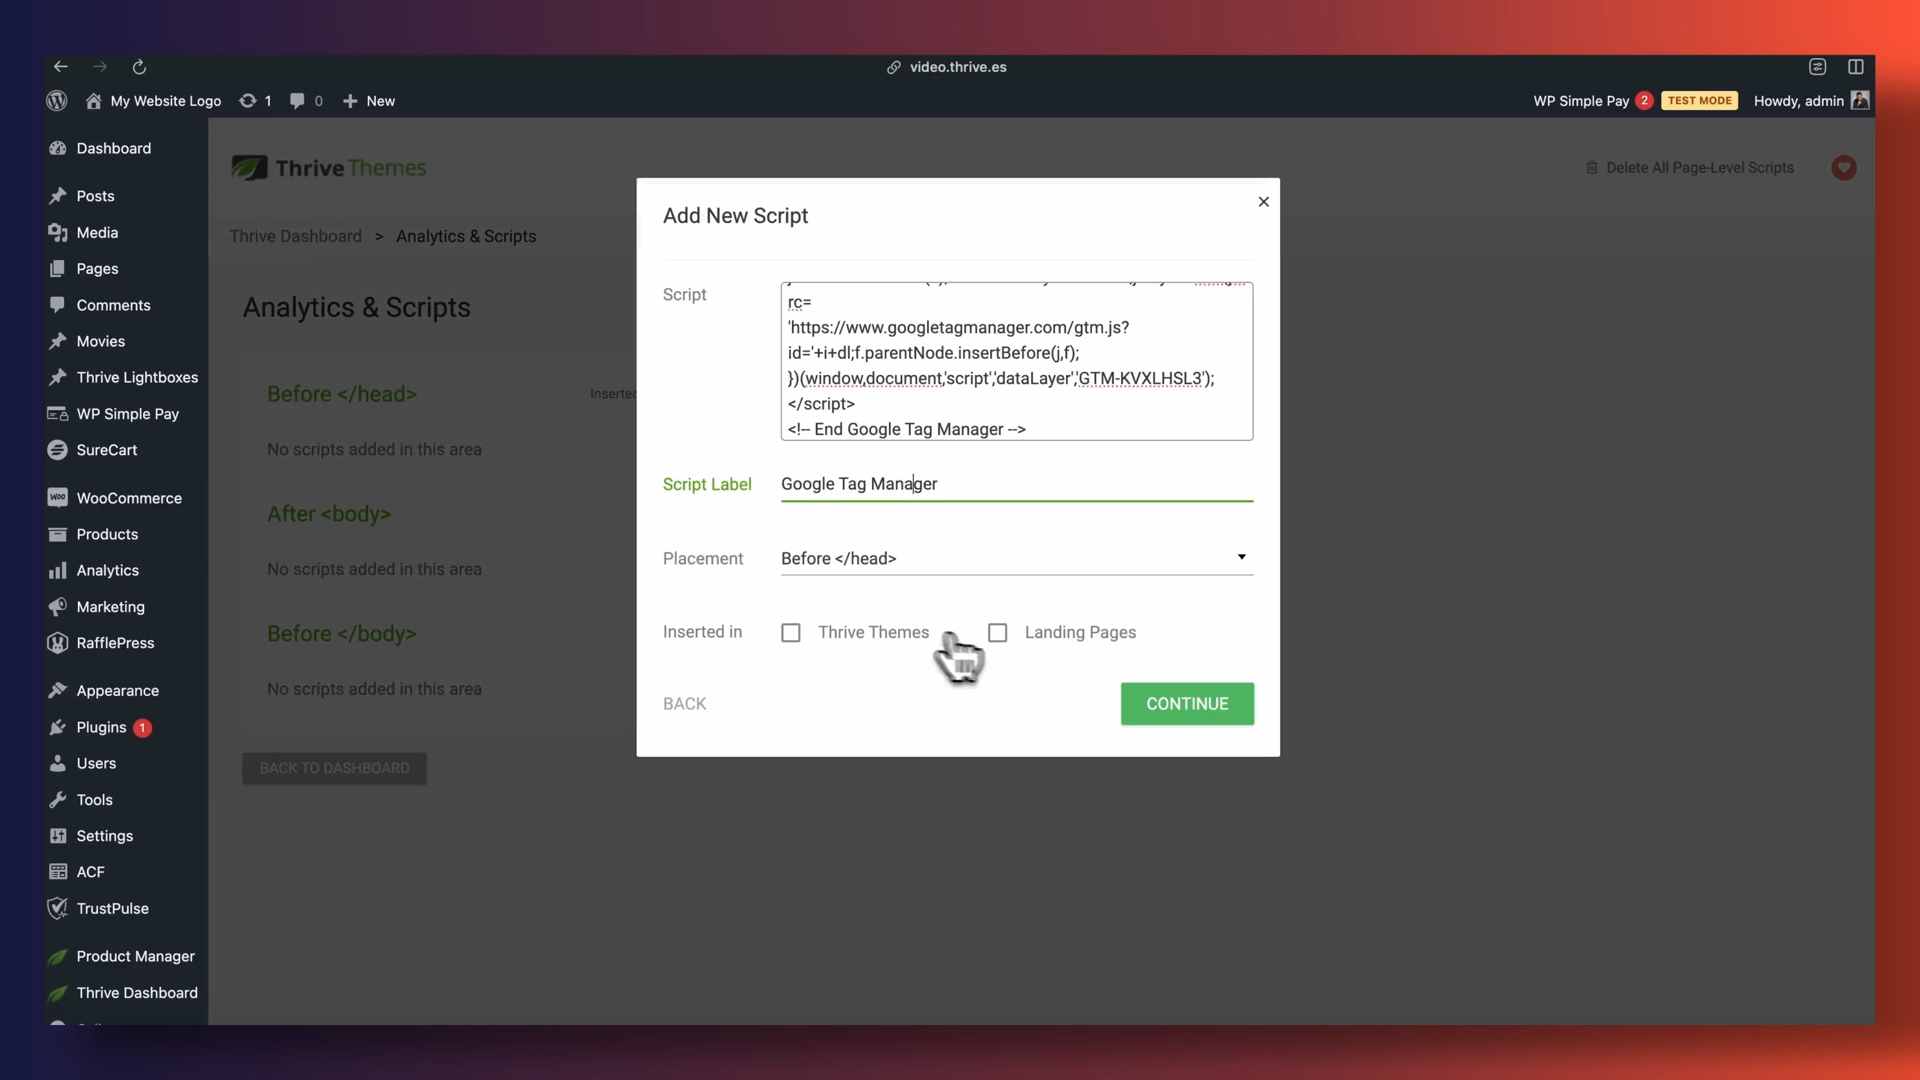 video.thrive.es
My Website Logo 1 0 New
WP Simple Pay 2 TEST MODE Howdy, admin
Dashboard
Posts
Media
Pages
Comments
Movies
Thrive Lightboxes
WP Simple Pay
SureCart
WooCommerce
Products
Analytics
Marketing
RafflePress
Appearance
Plugins 1
Users
Tools
Settings
ACF
TrustPulse
Product Manager
Thrive Dashboard
Thrive Themes
Delete All Page-Level Scripts
Thrive Dashboard > Analytics & Scripts
Analytics & Scripts
Before </head>
Inserted
No scripts added in this area
After <body>
No scripts added in this area
Before </body>
No scripts added in this area
BACK TO DASHBOARD
Add New Script
Script
rc=
'https://www.googletagmanager.com/gtm.js?
id='+i+dl;f.parentNode.insertBefore(j,f);
})(window,document,'script','dataLayer','GTM-KVXLHSL3');
</script>
<!-- End Google Tag Manager -->
Script Label Google Tag Manager
Placement Before </head>
Inserted in Thrive Themes Landing Pages
BACK
CONTINUE